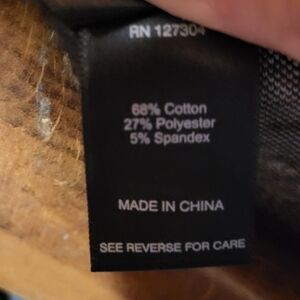 RN 127304
68% Cotton
27% Polyester
5% Spandex
MADE IN CHINA
SEE REVERSE FOR CARE